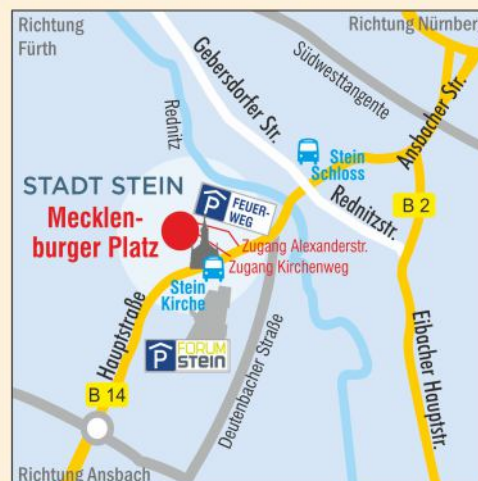 Richtung
Fürth
Richtung Nürnber
Südwesttangente
Gebersdorfer Str.
Rednitz
Ansbacher Str.
Stein
Schloss
STADT STEIN
Mecklen-
burger Platz
P
FEUER-
WEG
Rednitzstr.
B 2
Zugang Alexanderstr.
Zugang Kirchenweg
Stein
Kirche
Hauptstraße
P
FORUM
STEIN
Deutenbacher Straße
Eibacher Hauptstr.
B 14
Richtung Ansbach